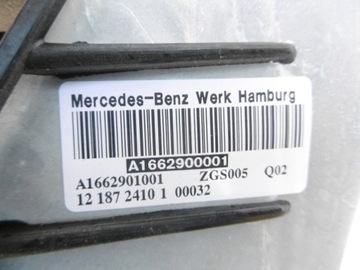 Mercedes-Benz Werk Hamburg
A1662900001
A1662901001 ZGS005 Q02
12 187 2410 1 00032